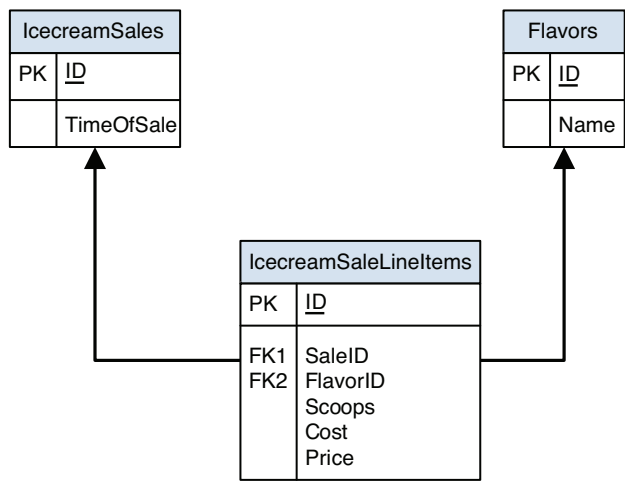 IcecreamSales
PK ID
TimeOfSale
Flavors
PK ID
Name
IcecreamSaleLineItems
PK ID
FK1 SaleID
FK2 FlavorID
Scoops
Cost
Price